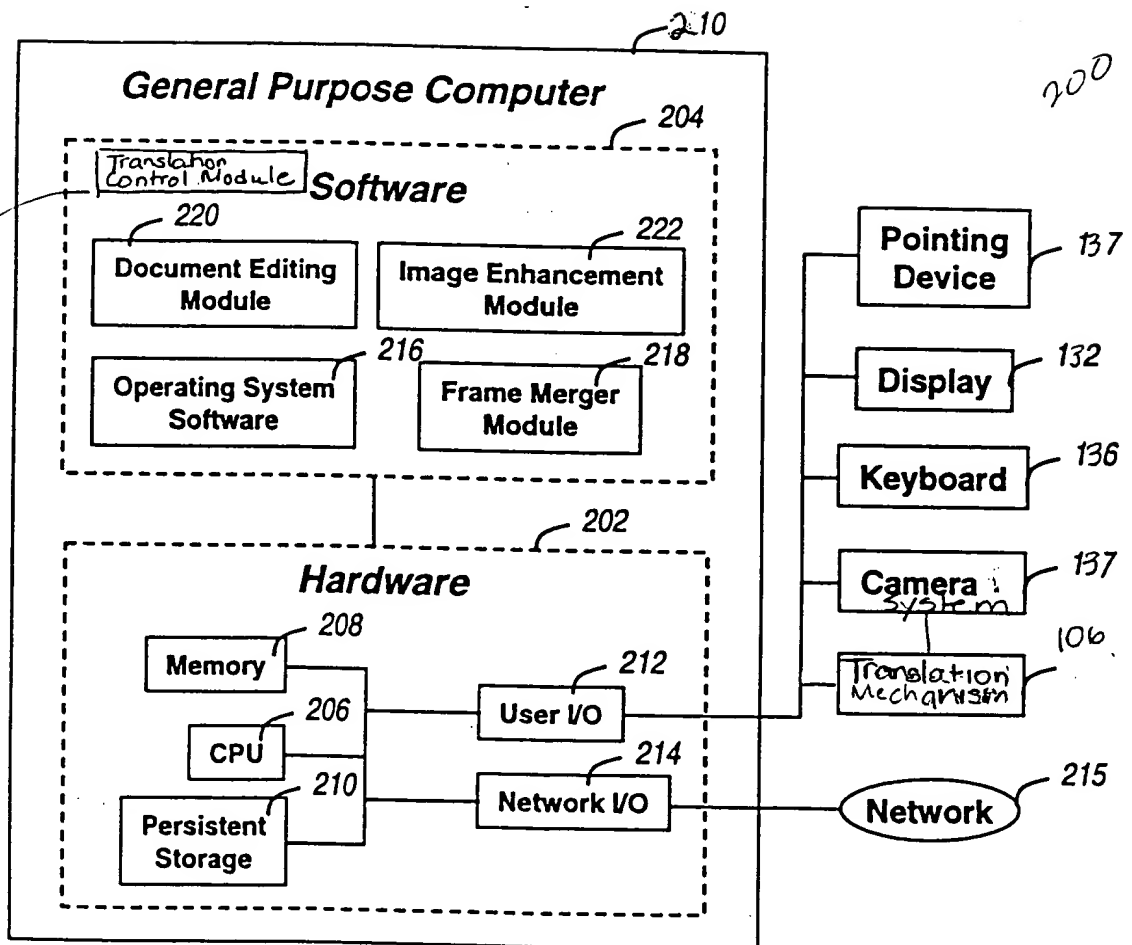 210
General Purpose Computer
200
204
Translation
Control Module
Software
220
222
Document Editing
Module
Image Enhancement
Module
216
218
Operating System
Software
Frame Merger
Module
Pointing
Device
137
Display
132
Keyboard
136
Camera
system
137
Translation
Mechanism
106
202
Hardware
208
Memory
212
User I/O
206
CPU
214
Network I/O
210
Persistent
Storage
Network
215